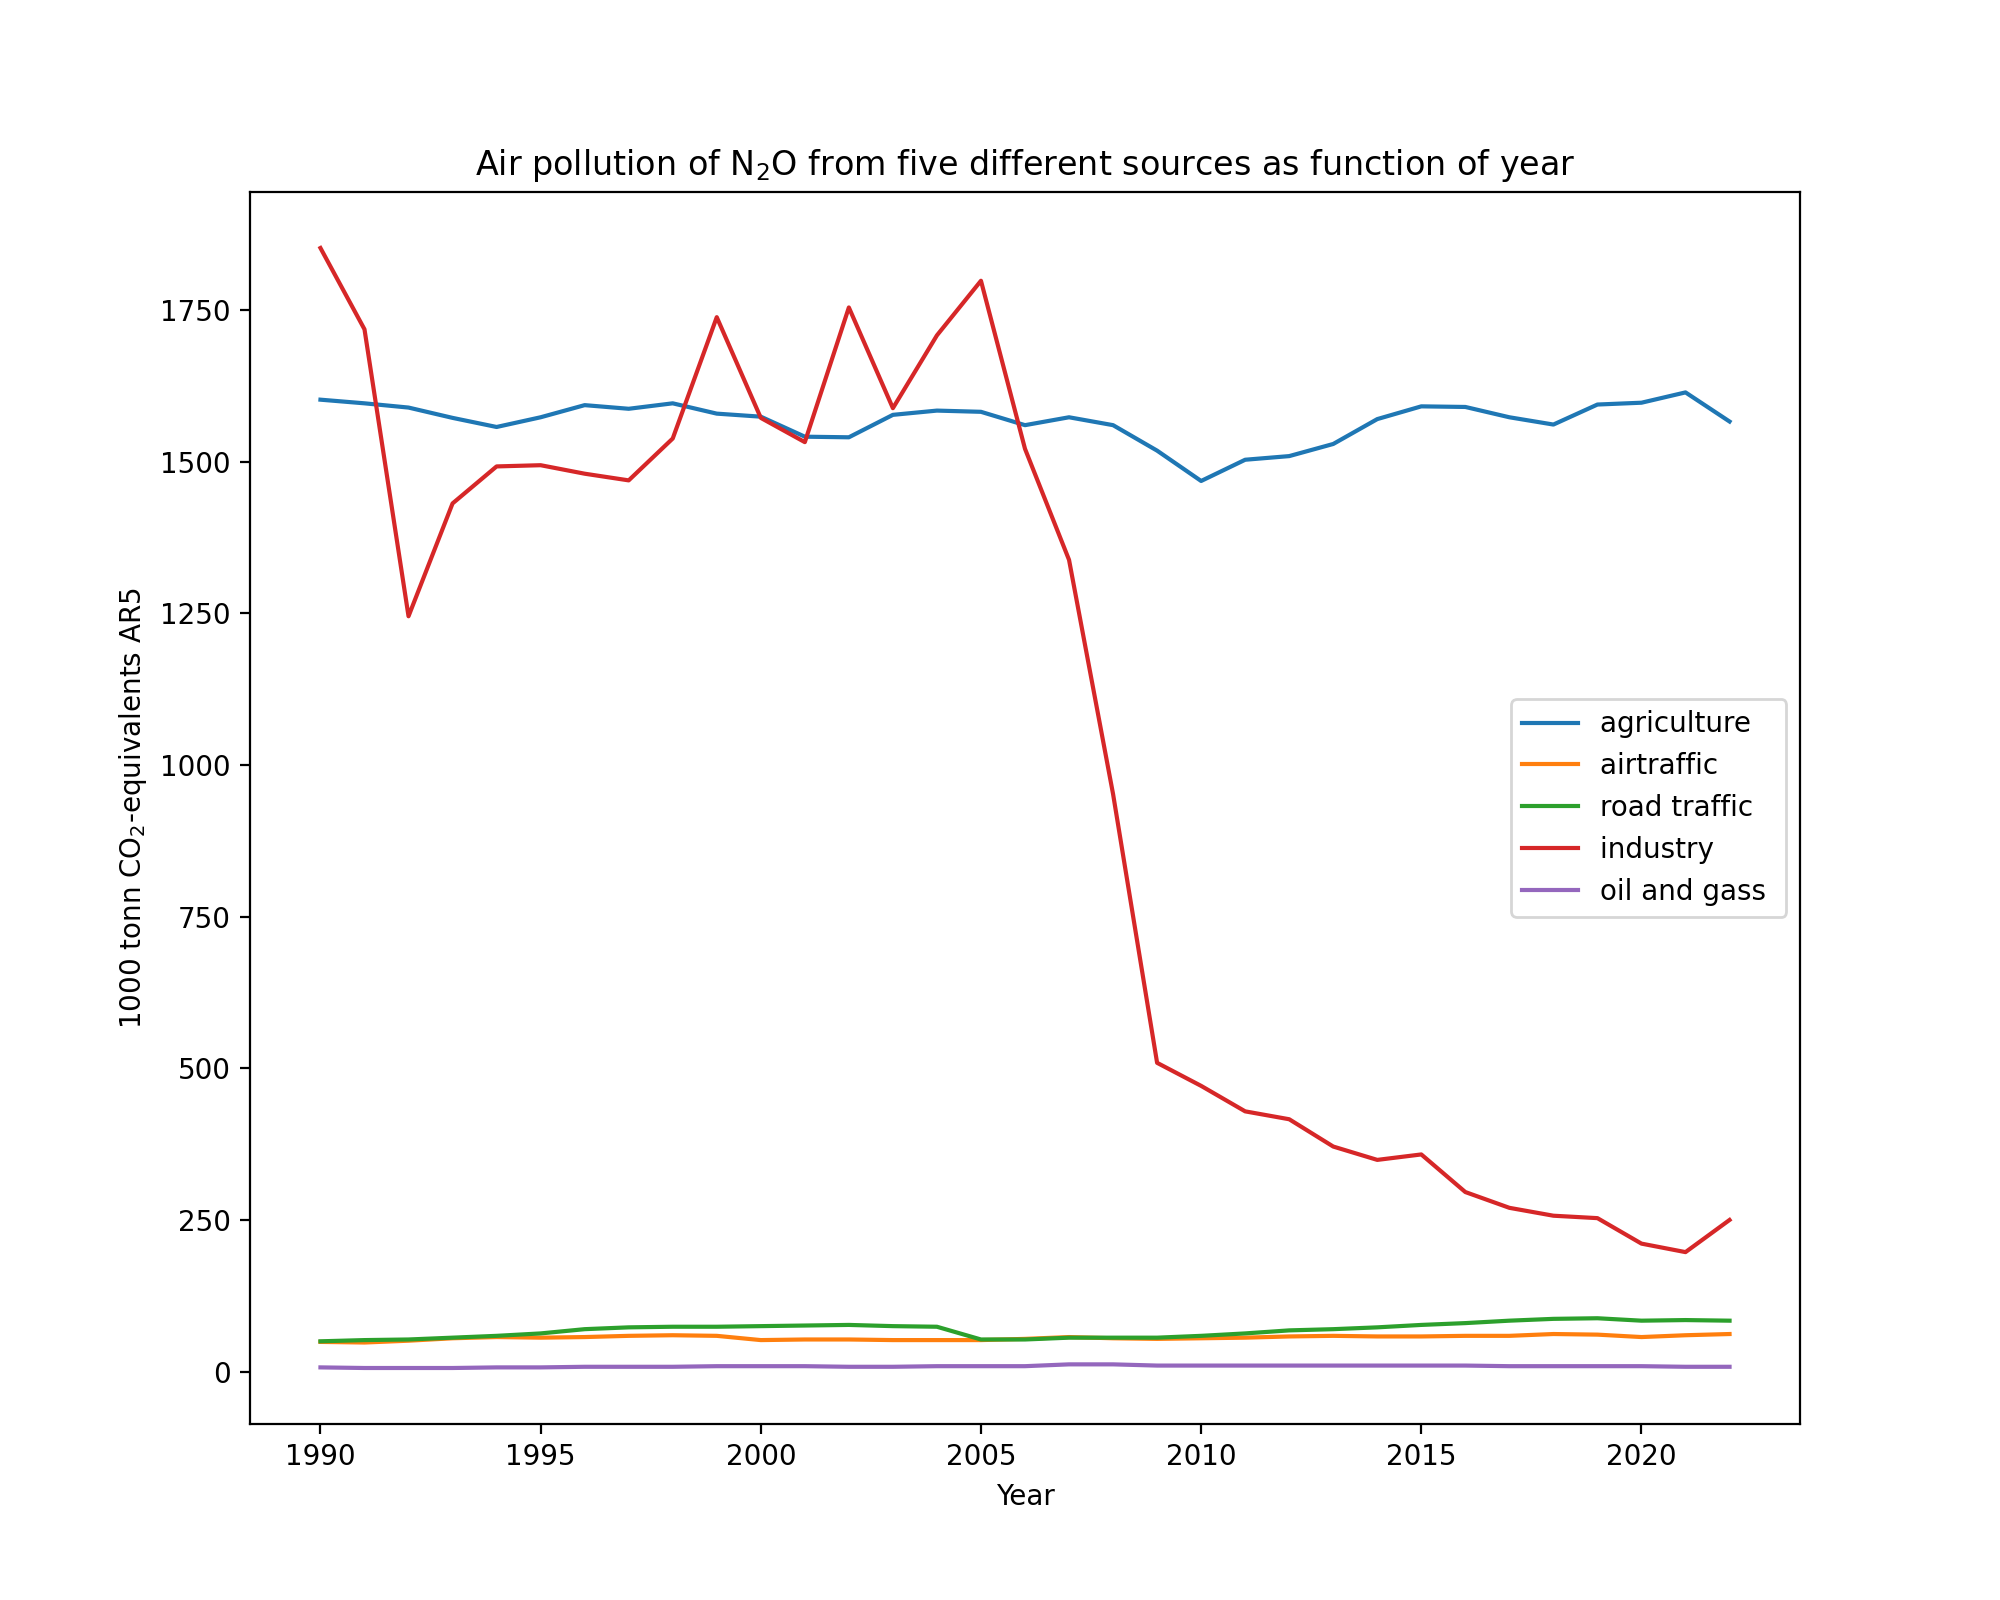 Air pollution of N₂O from five different sources as function of year
1000 tonn CO₂-equivalents AR5
1750
1500
1250
1000
750
500
250
0
agriculture
airtraffic
road traffic
industry
oil and gass
1990 1995 2000 2005 2010 2015 2020
Year